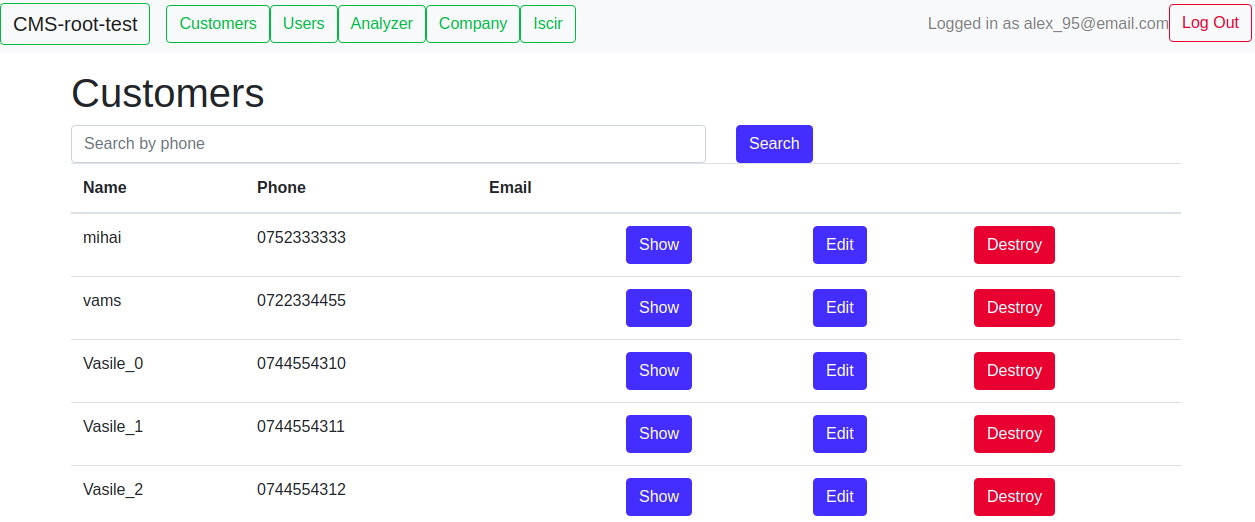 CMS-root-test Customers Users Analyzer Company Iscir Logged in as alex_95@email.com Log Out
Customers
Search by phone Search
Name Phone Email
mihai 0752333333 Show Edit Destroy
vams 0722334455 Show Edit Destroy
Vasile_0 0744554310 Show Edit Destroy
Vasile_1 0744554311 Show Edit Destroy
Vasile_2 0744554312 Show Edit Destroy